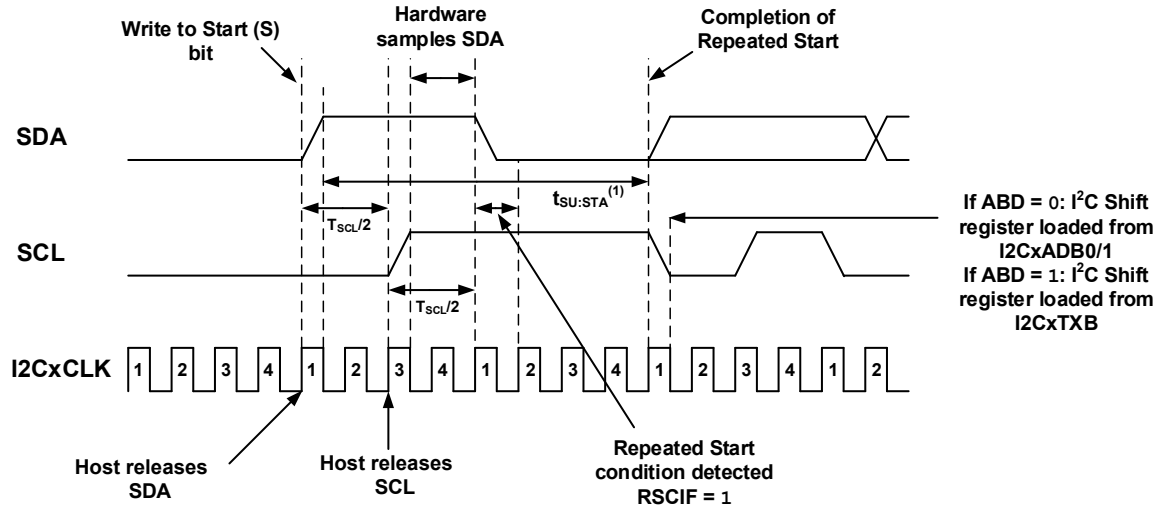 Write to Start (S)
bit
Hardware
samples SDA
Completion of
Repeated Start
SDA
tSU:STA(1)
TSCL/2
If ABD = 0: I2C Shift
register loaded from
I2CxADB0/1
If ABD = 1: I2C Shift
register loaded from
I2CxTXB
SCL
TSCL/2
I2CxCLK
1 2 3 4 1 2 3 4 1 2 3 4 1 2 3 4 1 2
Host releases
SDA
Host releases
SCL
Repeated Start
condition detected
RSCIF = 1